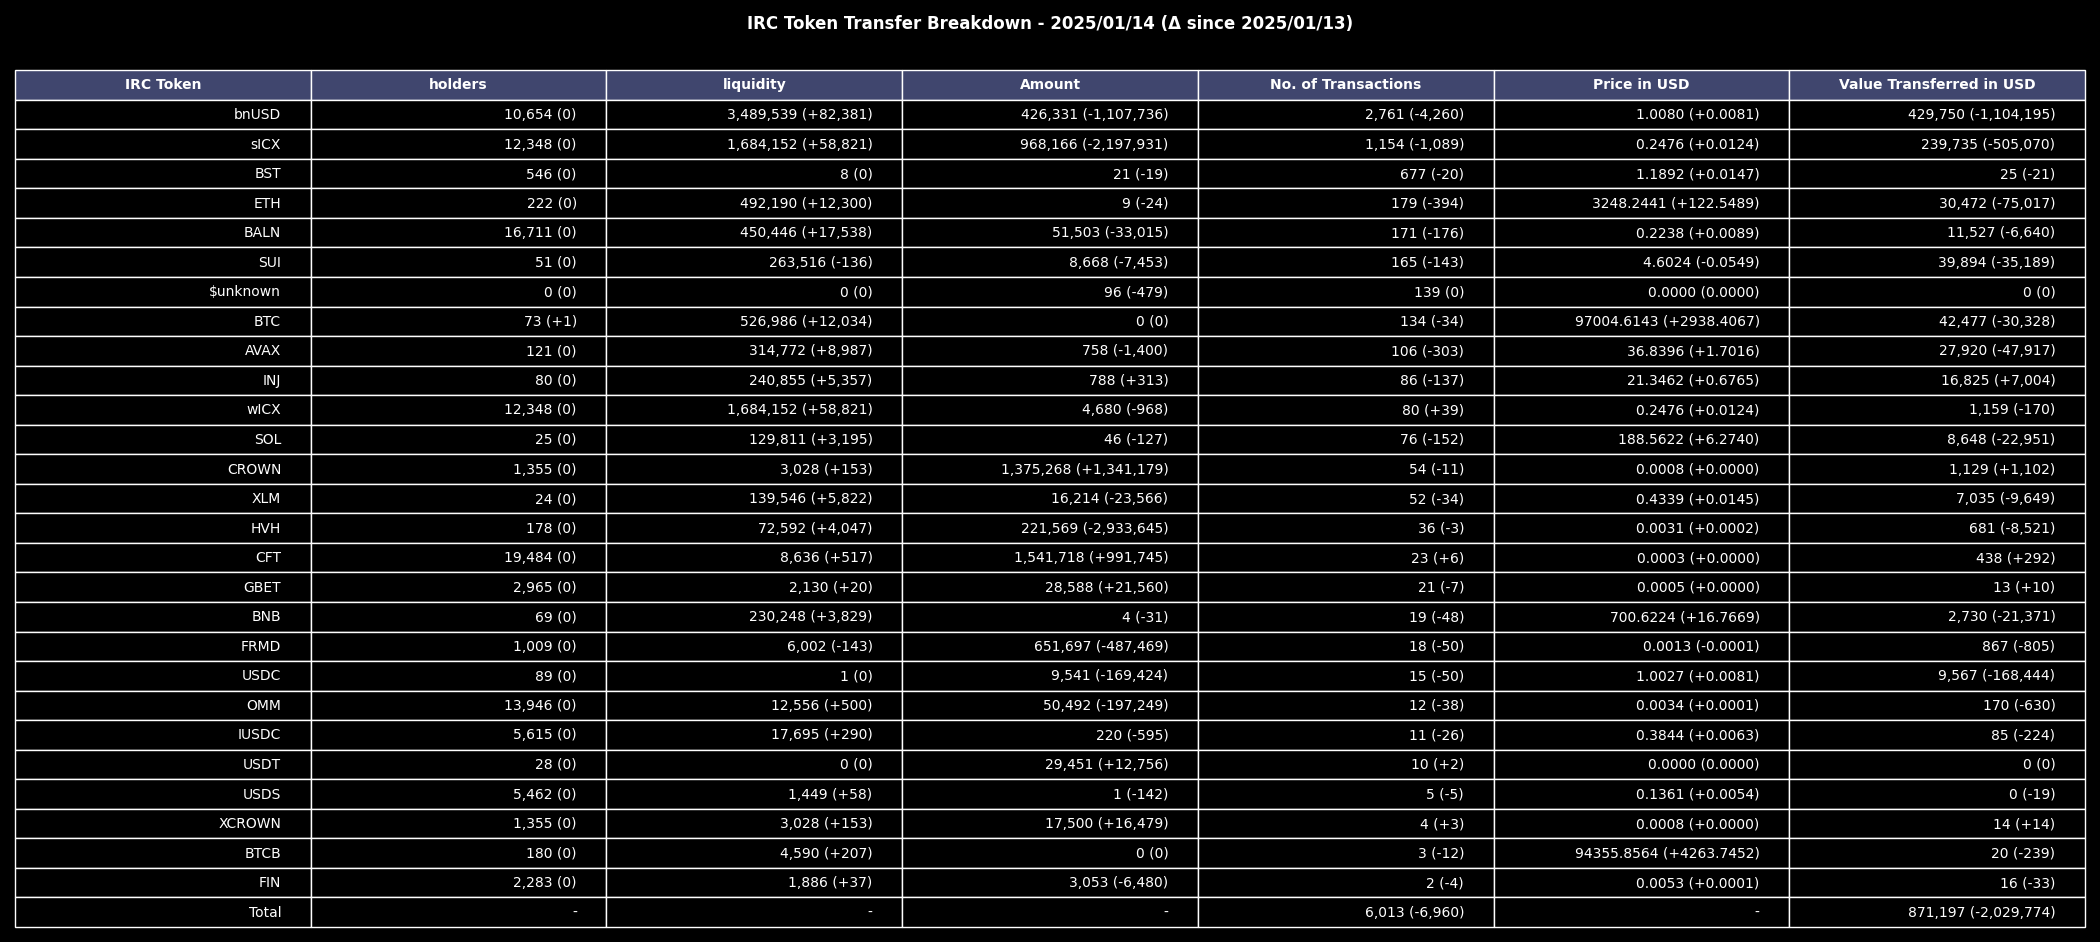 IRC Token Transfer Breakdown - 2025/01/14 (Δ since 2025/01/13)
IRC Token holders liquidity Amount No. of Transactions Price in USD Value Transferred in USD
bnUSD 10,654 (0) 3,489,539 (+82,381) 426,331 (-1,107,736) 2,761 (-4,260) 1.0080 (+0.0081) 429,750 (-1,104,195)
sICX 12,348 (0) 1,684,152 (+58,821) 968,166 (-2,197,931) 1,154 (-1,089) 0.2476 (+0.0124) 239,735 (-505,070)
BST 546 (0) 8 (0) 21 (-19) 677 (-20) 1.1892 (+0.0147) 25 (-21)
ETH 222 (0) 492,190 (+12,300) 9 (-24) 179 (-394) 3248.2441 (+122.5489) 30,472 (-75,017)
BALN 16,711 (0) 450,446 (+17,538) 51,503 (-33,015) 171 (-176) 0.2238 (+0.0089) 11,527 (-6,640)
SUI 51 (0) 263,516 (-136) 8,668 (-7,453) 165 (-143) 4.6024 (-0.0549) 39,894 (-35,189)
$unknown 0 (0) 0 (0) 96 (-479) 139 (0) 0.0000 (0.0000) 0 (0)
BTC 73 (+1) 526,986 (+12,034) 0 (0) 134 (-34) 97004.6143 (+2938.4067) 42,477 (-30,328)
AVAX 121 (0) 314,772 (+8,987) 758 (-1,400) 106 (-303) 36.8396 (+1.7016) 27,920 (-47,917)
INJ 80 (0) 240,855 (+5,357) 788 (+313) 86 (-137) 21.3462 (+0.6765) 16,825 (+7,004)
wICX 12,348 (0) 1,684,152 (+58,821) 4,680 (-968) 80 (+39) 0.2476 (+0.0124) 1,159 (-170)
SOL 25 (0) 129,811 (+3,195) 46 (-127) 76 (-152) 188.5622 (+6.2740) 8,648 (-22,951)
CROWN 1,355 (0) 3,028 (+153) 1,375,268 (+1,341,179) 54 (-11) 0.0008 (+0.0000) 1,129 (+1,102)
XLM 24 (0) 139,546 (+5,822) 16,214 (-23,566) 52 (-34) 0.4339 (+0.0145) 7,035 (-9,649)
HVH 178 (0) 72,592 (+4,047) 221,569 (-2,933,645) 36 (-3) 0.0031 (+0.0002) 681 (-8,521)
CFT 19,484 (0) 8,636 (+517) 1,541,718 (+991,745) 23 (+6) 0.0003 (+0.0000) 438 (+292)
GBET 2,965 (0) 2,130 (+20) 28,588 (+21,560) 21 (-7) 0.0005 (+0.0000) 13 (+10)
BNB 69 (0) 230,248 (+3,829) 4 (-31) 19 (-48) 700.6224 (+16.7669) 2,730 (-21,371)
FRMD 1,009 (0) 6,002 (-143) 651,697 (-487,469) 18 (-50) 0.0013 (-0.0001) 867 (-805)
USDC 89 (0) 1 (0) 9,541 (-169,424) 15 (-50) 1.0027 (+0.0081) 9,567 (-168,444)
OMM 13,946 (0) 12,556 (+500) 50,492 (-197,249) 12 (-38) 0.0034 (+0.0001) 170 (-630)
IUSDC 5,615 (0) 17,695 (+290) 220 (-595) 11 (-26) 0.3844 (+0.0063) 85 (-224)
USDT 28 (0) 0 (0) 29,451 (+12,756) 10 (+2) 0.0000 (0.0000) 0 (0)
USDS 5,462 (0) 1,449 (+58) 1 (-142) 5 (-5) 0.1361 (+0.0054) 0 (-19)
XCROWN 1,355 (0) 3,028 (+153) 17,500 (+16,479) 4 (+3) 0.0008 (+0.0000) 14 (+14)
BTCB 180 (0) 4,590 (+207) 0 (0) 3 (-12) 94355.8564 (+4263.7452) 20 (-239)
FIN 2,283 (0) 1,886 (+37) 3,053 (-6,480) 2 (-4) 0.0053 (+0.0001) 16 (-33)
Total - - - 6,013 (-6,960) - 871,197 (-2,029,774)